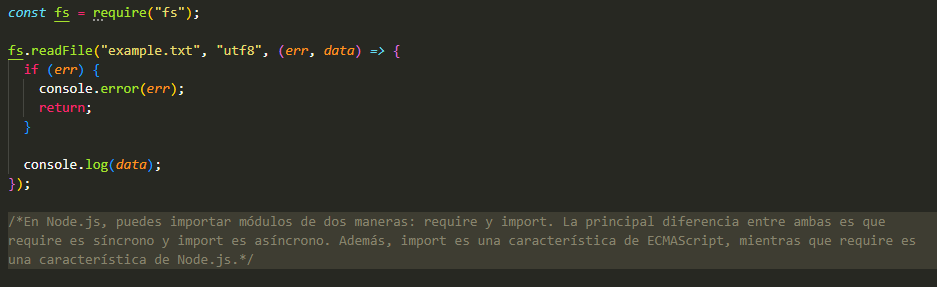 const fs = require("fs");
fs.readFile("example.txt", "utf8", (err, data) => {
if (err) {
console.error(err);
return;
}
console.log(data);
});
/*En Node.js, puedes importar módulos de dos maneras: require y import. La principal diferencia entre ambas es que
require es síncrono y import es asíncrono. Además, import es una característica de ECMAScript, mientras que require es
una característica de Node.js.*/